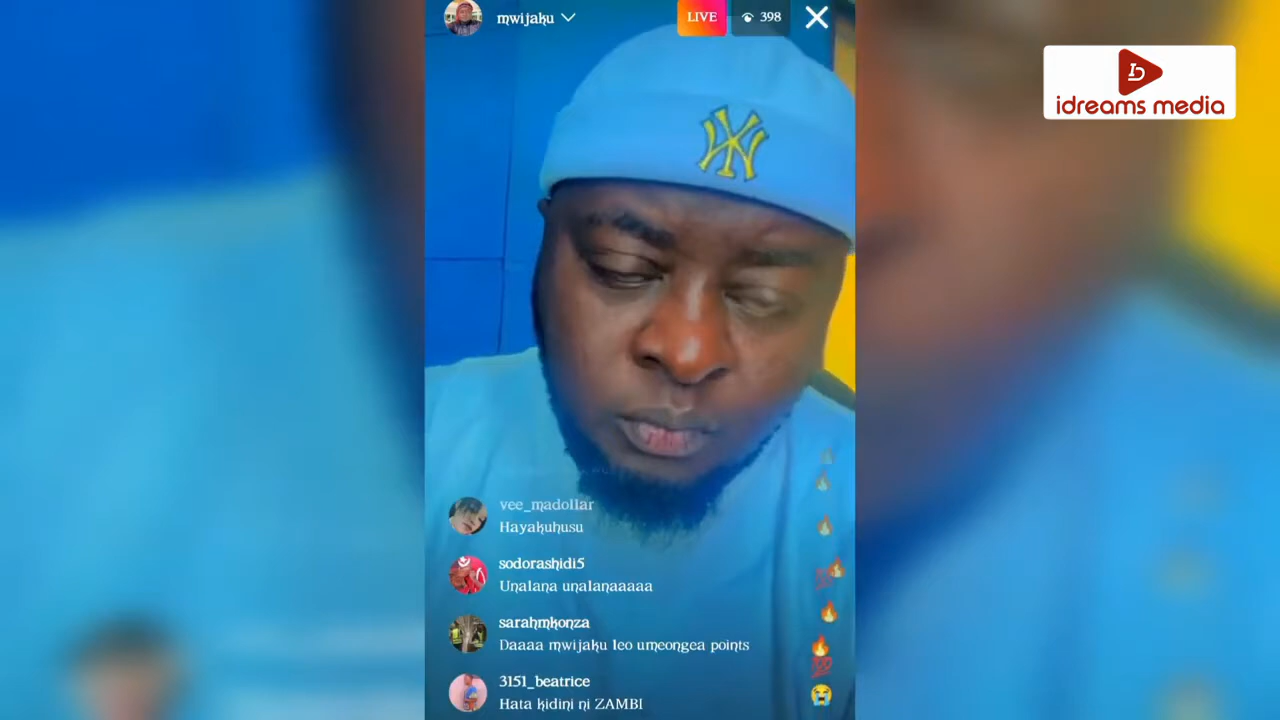 mwijaku
LIVE
398
idreams media
NY
vee_madollar
Hayakuhusu
sodorashidi5
Unalana unalanaaaaa
sarahmkonza
Daaaa mwijaku leo umeongea points
3151_beatrice
Hata kidini ni ZAMBI